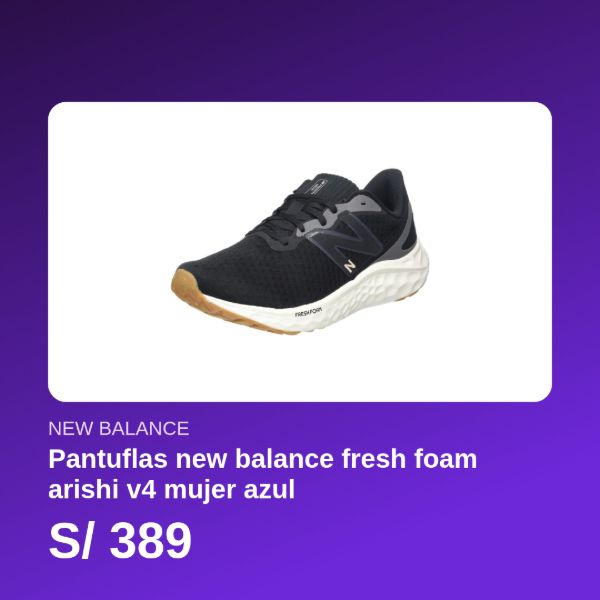 FRESH FOAM
NEW BALANCE
Pantuflas new balance fresh foam
arishi v4 mujer azul
S/ 389